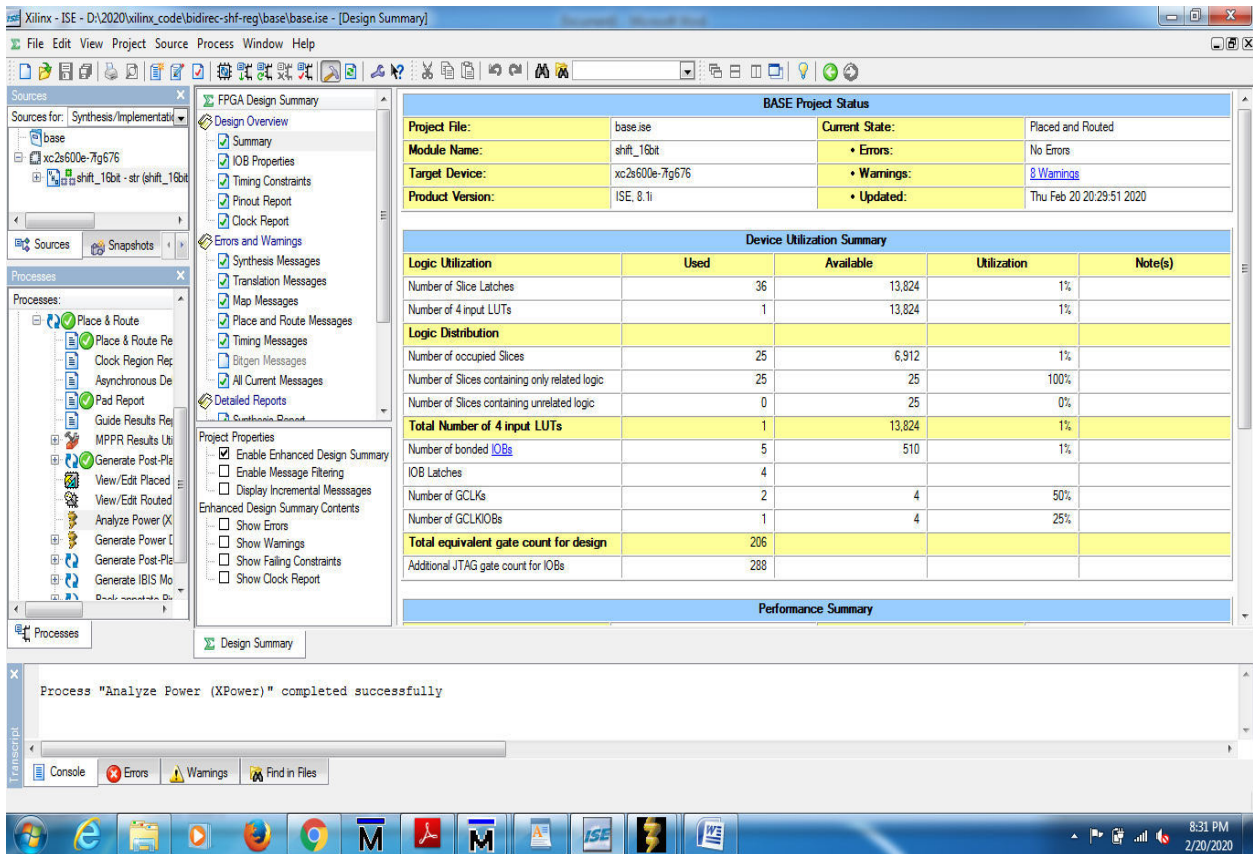 Xilinx - ISE - D:\2020\xilinx_code\bidirec-shf-reg\base\base.ise - [Design Summary]
File Edit View Project Source Process Window Help
Sources
Sources for: Synthesis/Implementatic
base
xc2s600e-7fg676
shift_16bit - str (shift_16bit
Sources Snapshots
Processes
Processes:
Place & Route
Place & Route Re
Clock Region Rep
Asynchronous De
Pad Report
Guide Results Rep
MPPR Results Uti
Generate Post-Pla
View/Edit Placed
View/Edit Routed
Analyze Power (X
Generate Power D
Generate Post-Pla
Generate IBIS Mo
Processes
FPGA Design Summary
Design Overview
Summary
IOB Properties
Timing Constraints
Pinout Report
Clock Report
Errors and Warnings
Synthesis Messages
Translation Messages
Map Messages
Place and Route Messages
Timing Messages
Bitgen Messages
All Current Messages
Detailed Reports
Synthesis Report
Project Properties
Enable Enhanced Design Summary
Enable Message Filtering
Display Incremental Messsages
Enhanced Design Summary Contents
Show Errors
Show Warnings
Show Failing Constraints
Show Clock Report
Design Summary
BASE Project Status
Project File: base.ise Current State: Placed and Routed
Module Name: shift_16bit • Errors: No Errors
Target Device: xc2s600e-7fg676 • Warnings: 8 Warnings
Product Version: ISE, 8.1i • Updated: Thu Feb 20 20:29:51 2020
Device Utilization Summary
Logic Utilization Used Available Utilization Note(s)
Number of Slice Latches 36 13,824 1%
Number of 4 input LUTs 1 13,824 1%
Logic Distribution
Number of occupied Slices 25 6,912 1%
Number of Slices containing only related logic 25 25 100%
Number of Slices containing unrelated logic 0 25 0%
Total Number of 4 input LUTs 1 13,824 1%
Number of bonded IOBs 5 510 1%
IOB Latches 4
Number of GCLKs 2 4 50%
Number of GCLKIOBs 1 4 25%
Total equivalent gate count for design 206
Additional JTAG gate count for IOBs 288
Performance Summary
Transcript
Process "Analyze Power (XPower)" completed successfully
Console Errors Warnings Find in Files
8:31 PM
2/20/2020